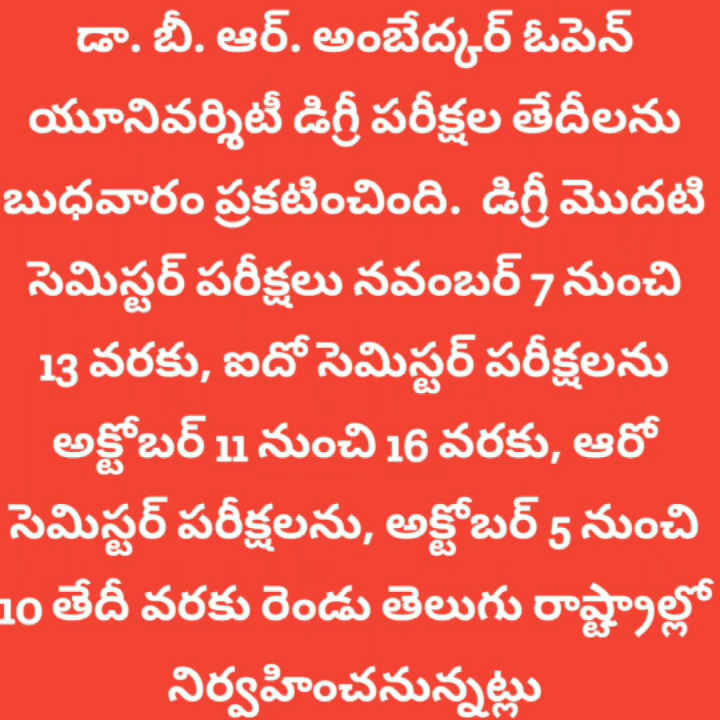 డా. బీ. ఆర్. అంబేద్కర్ ఓపెన్
యూనివర్శిటీ డిగ్రీ పరీక్షల తేదీలను
బుధవారం ప్రకటించింది. డిగ్రీ మొదటి
సెమిస్టర్ పరీక్షలు నవంబర్ 7 నుంచి
13 వరకు, ఐదో సెమిస్టర్ పరీక్షలను
అక్టోబర్ 11 నుంచి 16 వరకు, ఆరో
సెమిస్టర్ పరీక్షలను, అక్టోబర్ 5 నుంచి
10 తేదీ వరకు రెండు తెలుగు రాష్ట్రాల్లో
నిర్వహించనున్నట్లు